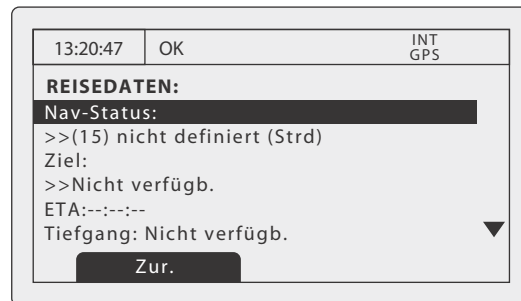 13:20:47 OK INT GPS
REISEDATEN:
Nav-Status:
>>(15) nicht definiert (Strd)
Ziel:
>>Nicht verfügb.
ETA:--:--:--
Tiefgang: Nicht verfügb.
Zur.